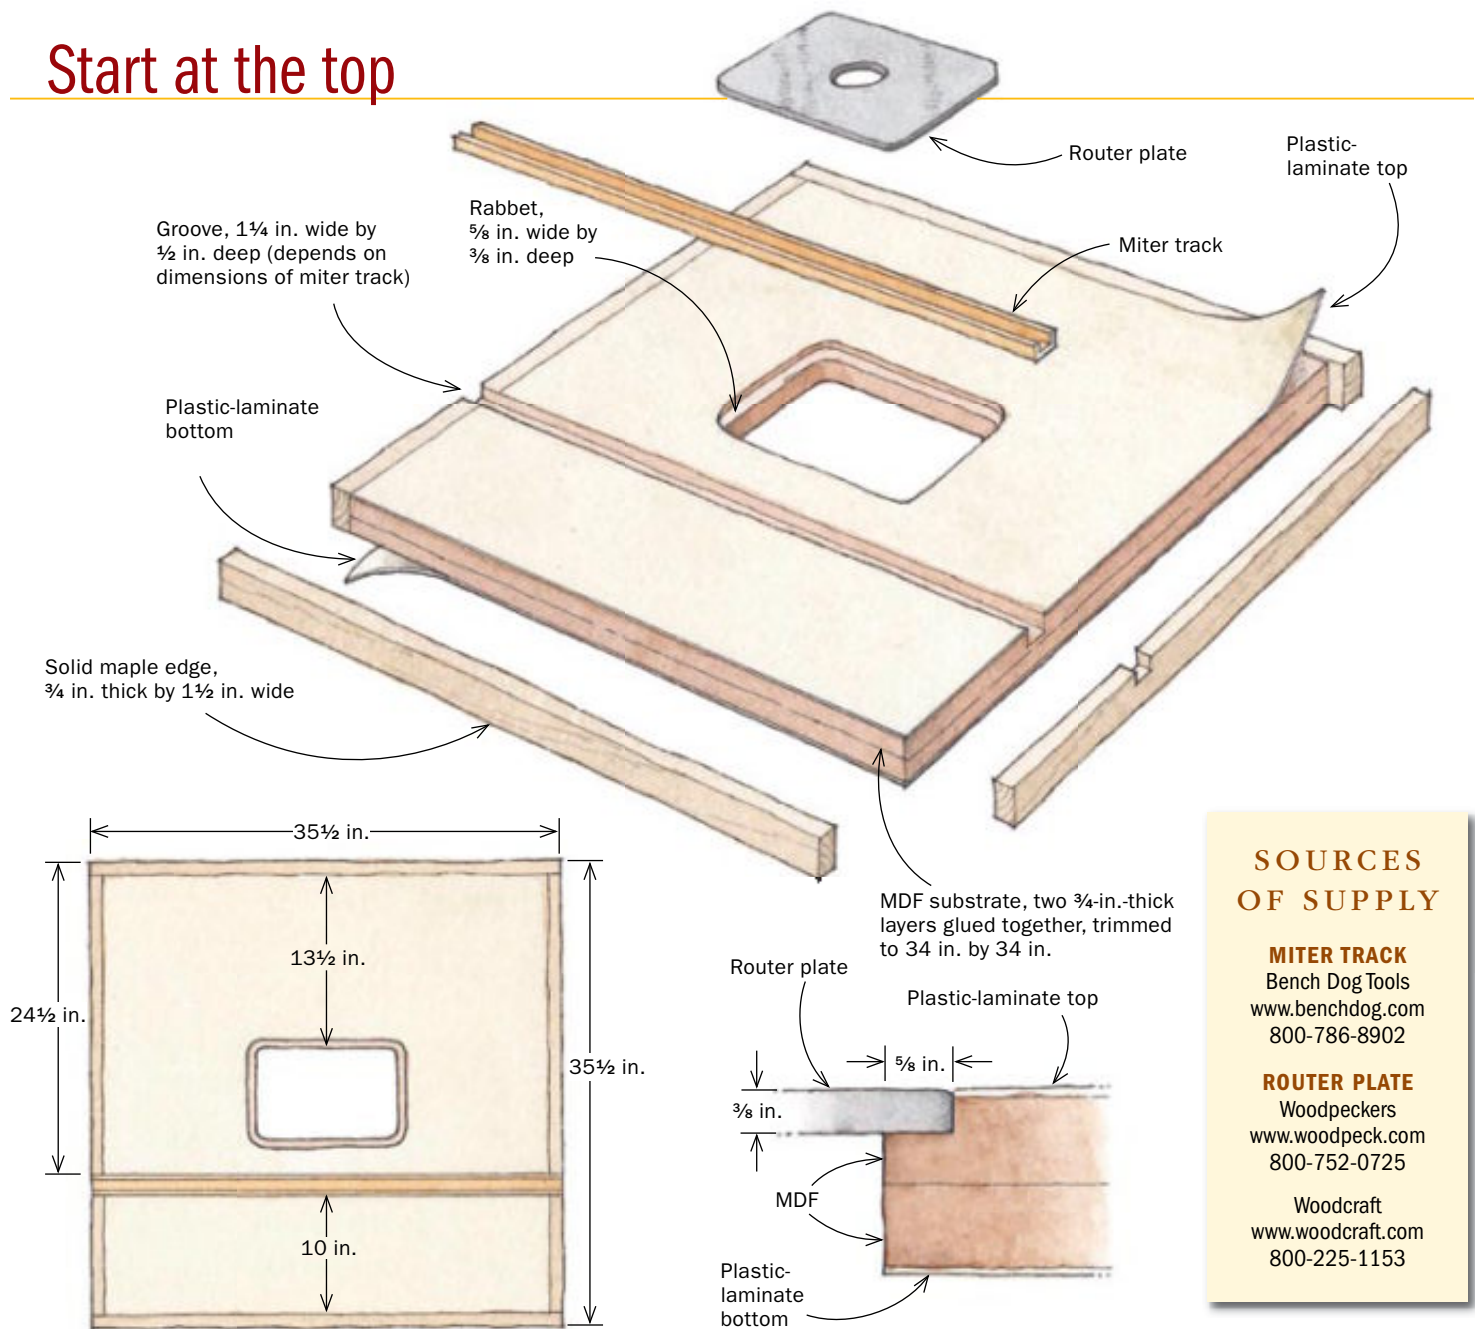 Start at the top
Router plate
Plastic-
laminate top
Groove, 1¼ in. wide by
½ in. deep (depends on
dimensions of miter track)
Rabbet,
⅝ in. wide by
⅜ in. deep
Miter track
Plastic-laminate
bottom
Solid maple edge,
¾ in. thick by 1½ in. wide
MDF substrate, two ¾-in.-thick
layers glued together, trimmed
to 34 in. by 34 in.
35½ in.
13½ in.
24½ in.
35½ in.
10 in.
Router plate
Plastic-laminate top
⅝ in.
⅜ in.
MDF
Plastic-
laminate
bottom
SOURCES
OF SUPPLY
MITER TRACK
Bench Dog Tools
www.benchdog.com
800-786-8902
ROUTER PLATE
Woodpeckers
www.woodpeck.com
800-752-0725
Woodcraft
www.woodcraft.com
800-225-1153